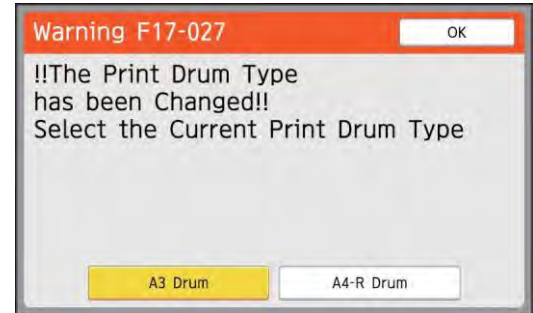 Warning F17-027
OK
!!The Print Drum Type
has been Changed!!
Select the Current Print Drum Type
A3 Drum
A4-R Drum